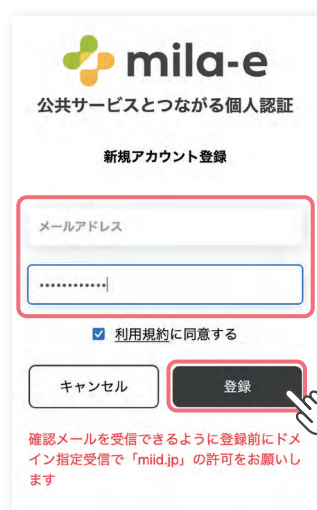 mila-e
公共サービスとつながる個人認証
新規アカウント登録
メールアドレス
••••••••••••
利用規約に同意する
キャンセル
登録
確認メールを受信できるように登録前にドメ
イン指定受信で「miid.jp」の許可をお願いし
ます